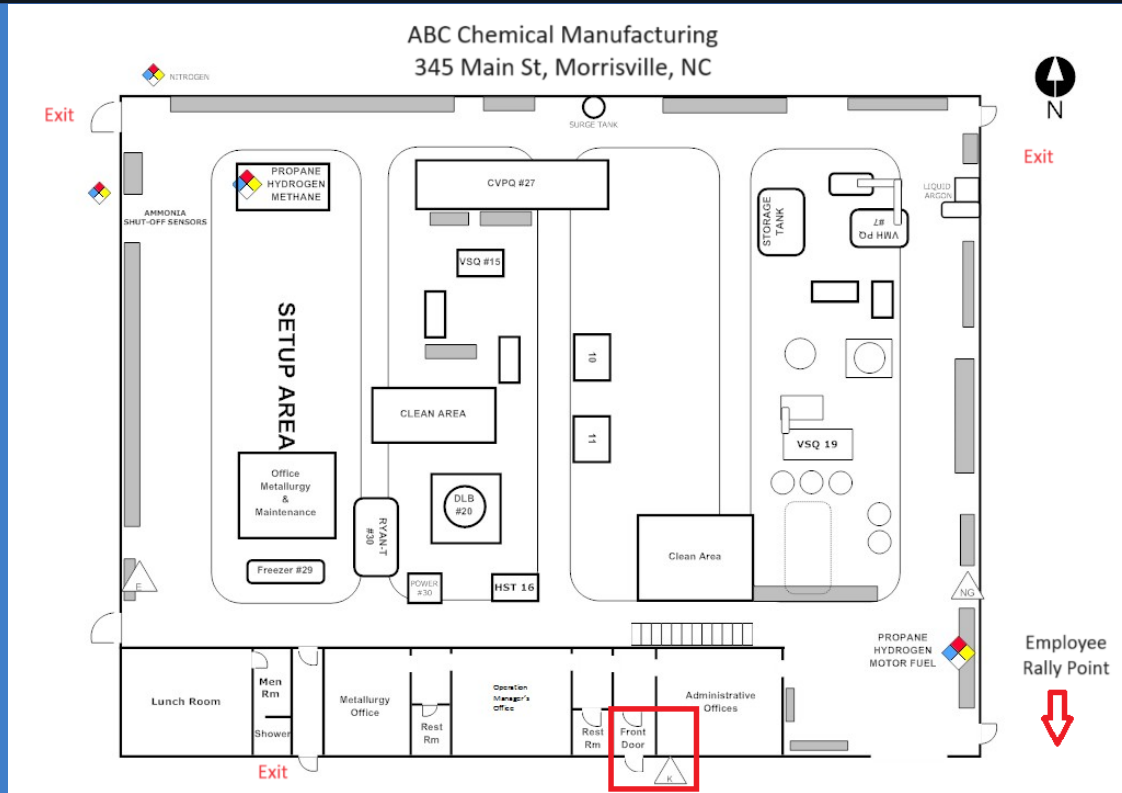 ABC Chemical Manufacturing
345 Main St, Morrisville, NC
NITROGEN
N
Exit
SURGE TANK
Exit
AMMONIA
SHUT-OFF SENSORS
PROPANE
HYDROGEN
METHANE
CVPQ #27
STORAGE
TANK
VMH PQ
#7
LIQUID
ARGON
VSQ #15
SETUP AREA
10
CLEAN AREA
11
VSQ 19
Office
Metallurgy
&
Maintenance
DLB
#20
RYAN-T
#30
Clean Area
Freezer #29
POWER
#30
HST 16
E
NG
PROPANE
HYDROGEN
MOTOR FUEL
Employee
Rally Point
Lunch Room
Men
Rm
Shower
Metallurgy
Office
Rest
Rm
Operation
Manager's
Office
Rest
Rm
Front
Door
Administrative
Offices
Exit
K